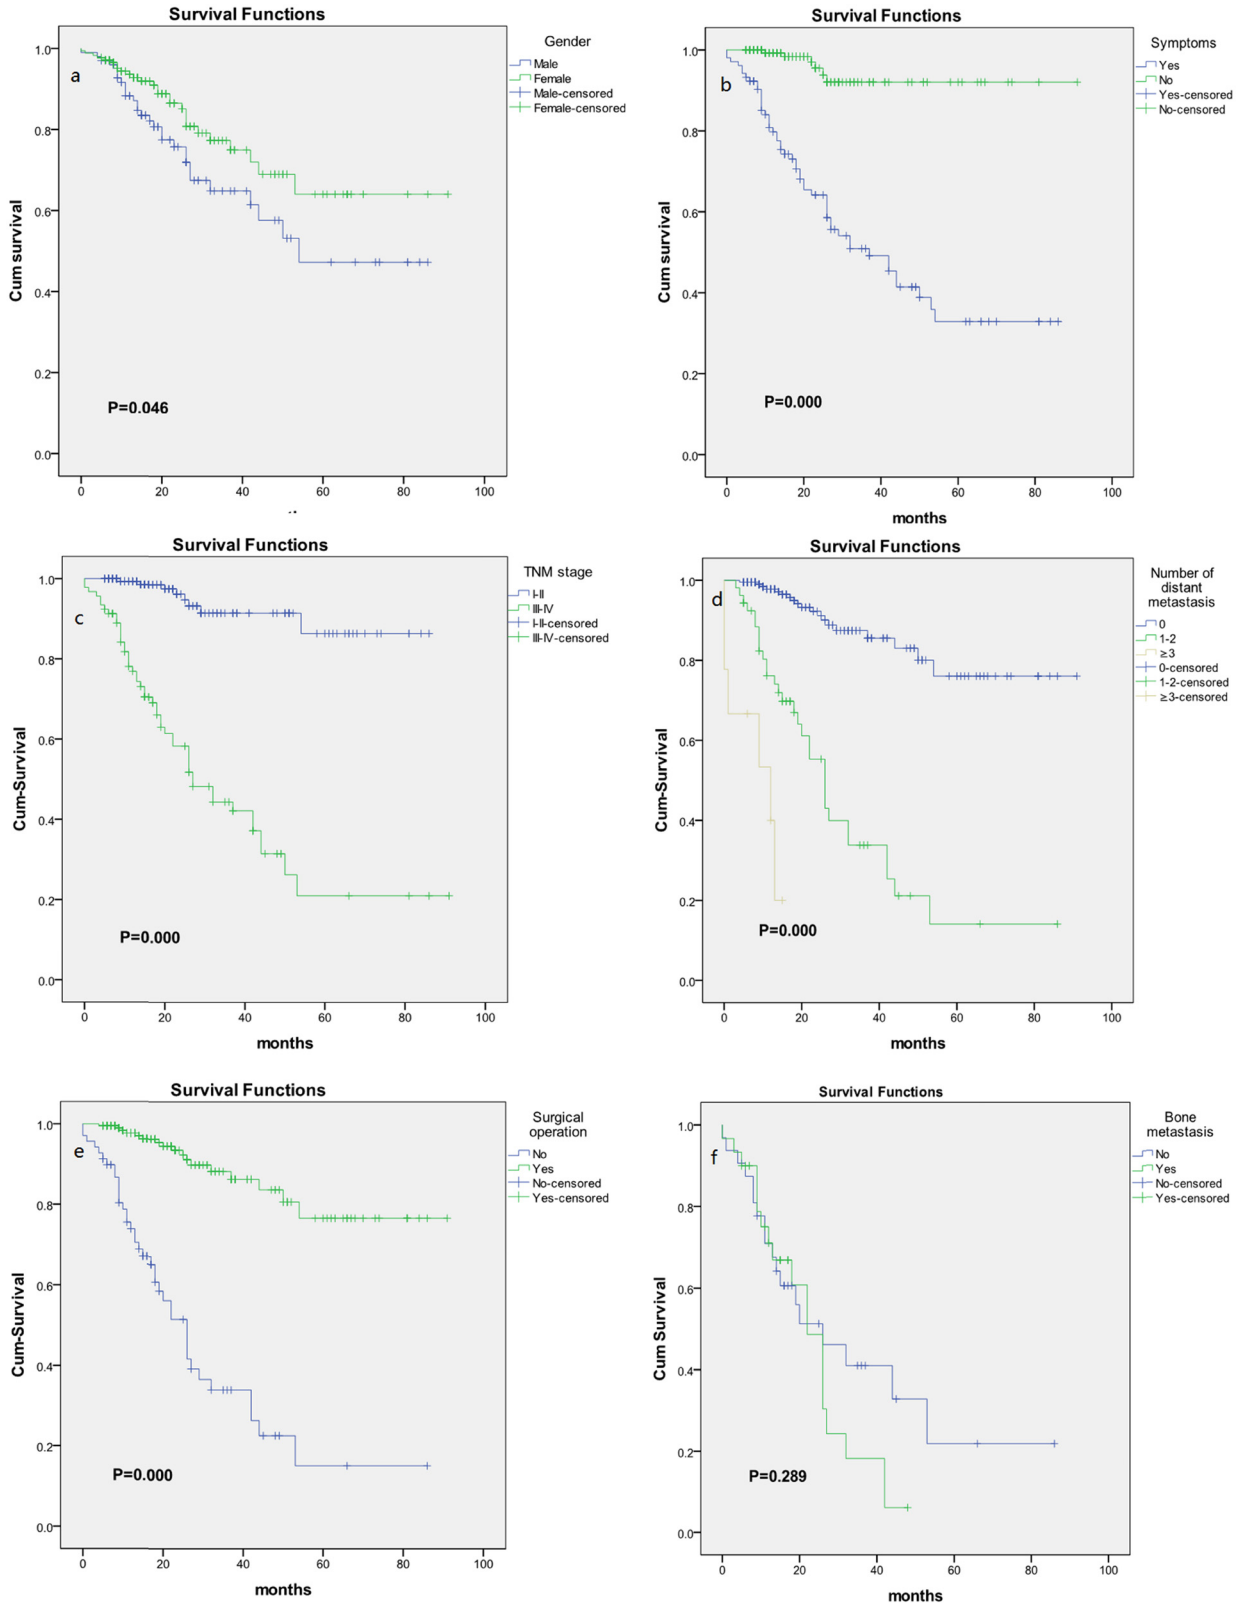 Survival Functions
a
Gender
Male
Female
Male-censored
Female-censored
1.0
0.8
0.6
0.4
0.2
0.0
Cum survival
P=0.046
0 20 40 60 80 100
Survival Functions
b
Symptoms
Yes
No
Yes-censored
No-censored
1.0
0.8
0.6
0.4
0.2
0.0
Cum survival
P=0.000
0 20 40 60 80 100
months
Survival Functions
c
TNM stage
I-II
III-IV
I-II-censored
III-IV-censored
1.0
0.8
0.6
0.4
0.2
0.0
Cum-Survival
P=0.000
0 20 40 60 80 100
months
Survival Functions
d
Number of
distant
metastasis
0
1-2
≥3
0-censored
1-2-censored
≥3-censored
1.0
0.8
0.6
0.4
0.2
0.0
Cum-Survival
P=0.000
0 20 40 60 80 100
months
Survival Functions
e
Surgical
operation
No
Yes
No-censored
Yes-censored
1.0
0.8
0.6
0.4
0.2
0.0
Cum-Survival
P=0.000
0 20 40 60 80 100
months
Survival Functions
f
Bone
metastasis
No
Yes
No-censored
Yes-censored
1.0
0.8
0.6
0.4
0.2
0.0
Cum Survival
P=0.289
0 20 40 60 80 100
months